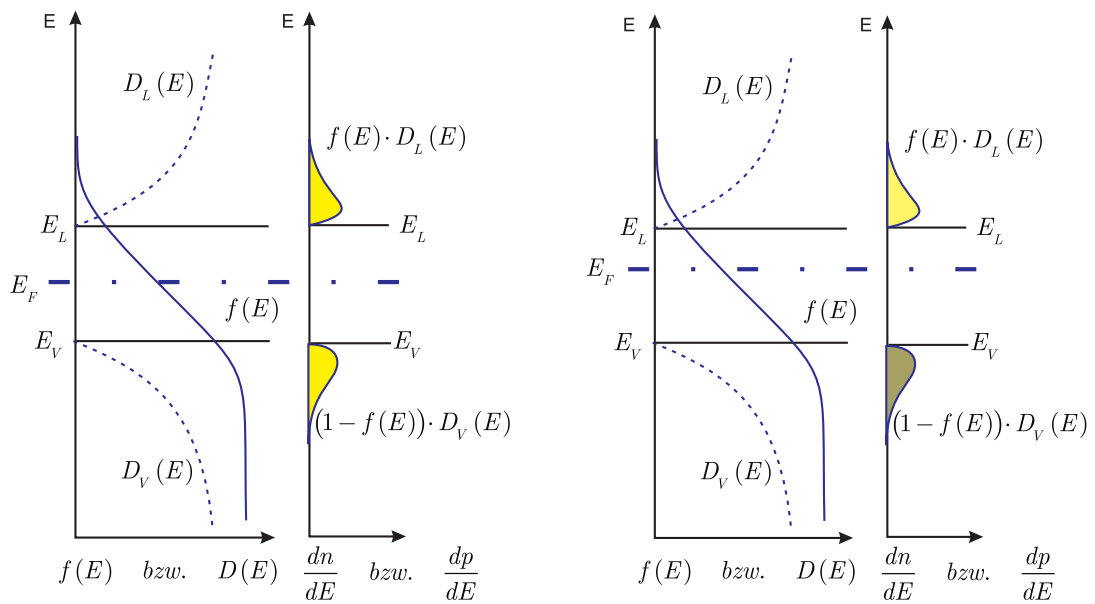 E
D_L(E)
E_L
E_F
E_V
f(E)
D_V(E)
f(E) bzw. D(E)
E
f(E)·D_L(E)
E_L
E_V
(1−f(E))·D_V(E)
dn/dE bzw. dp/dE
E
D_L(E)
E_L
E_F
E_V
f(E)
D_V(E)
f(E) bzw. D(E)
E
f(E)·D_L(E)
E_L
E_V
(1−f(E))·D_V(E)
dn/dE bzw. dp/dE